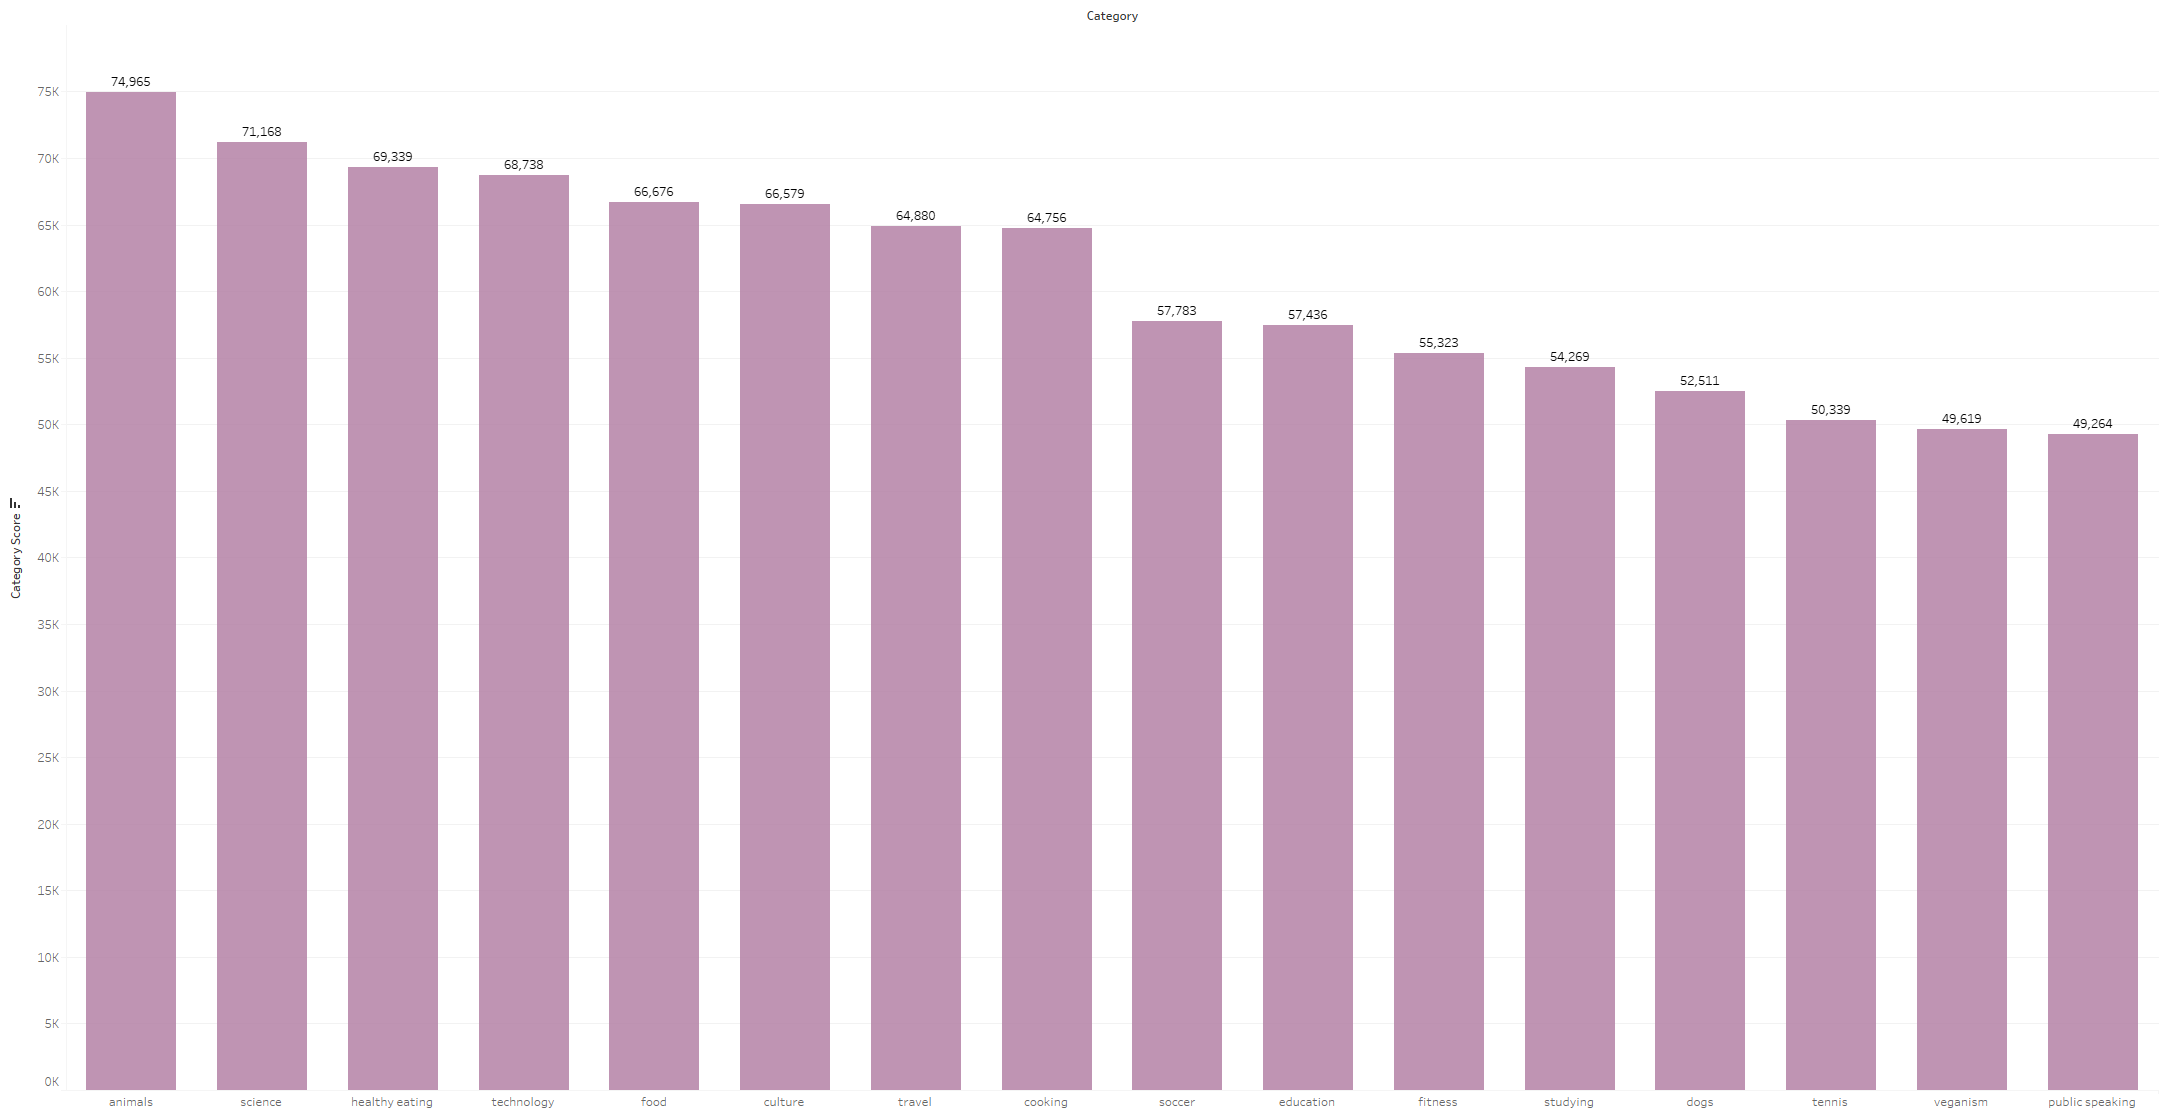 Category
74,965
71,168
69,339
68,738
66,676
66,579
64,880
64,756
57,783
57,436
55,323
54,269
52,511
50,339
49,619
49,264
75K
70K
65K
60K
55K
50K
45K
40K
35K
30K
25K
20K
15K
10K
5K
0K
Category Score
animals
science
healthy eating
technology
food
culture
travel
cooking
soccer
education
fitness
studying
dogs
tennis
veganism
public speaking